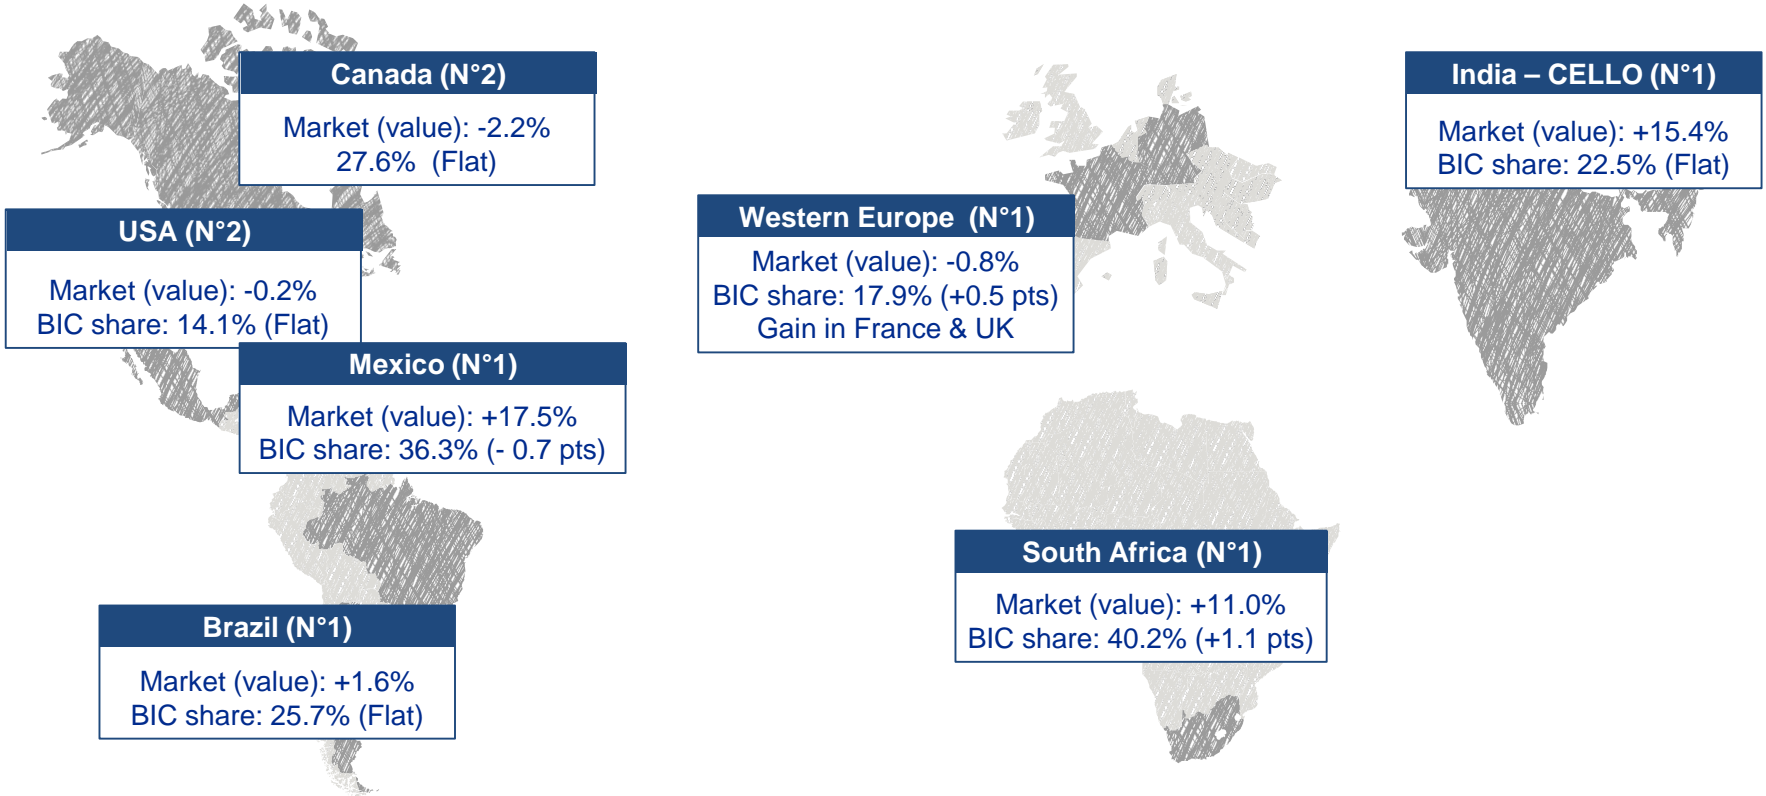 Canada (N°2)
Market (value): -2.2%
27.6% (Flat)
USA (N°2)
Market (value): -0.2%
BIC share: 14.1% (Flat)
Mexico (N°1)
Market (value): +17.5%
BIC share: 36.3% (- 0.7 pts)
Brazil (N°1)
Market (value): +1.6%
BIC share: 25.7% (Flat)
Western Europe (N°1)
Market (value): -0.8%
BIC share: 17.9% (+0.5 pts)
Gain in France & UK
South Africa (N°1)
Market (value): +11.0%
BIC share: 40.2% (+1.1 pts)
India – CELLO (N°1)
Market (value): +15.4%
BIC share: 22.5% (Flat)